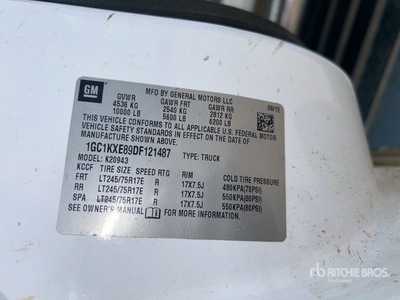 GM
MFD BY GENERAL MOTORS LLC
08/12
GVWR GAWR FRT GAWR RR
4536 KG 2540 KG 2812 KG
10000 LB 5600 LB 6200 LB
THIS VEHICLE CONFORMS TO ALL APPLICABLE U.S. FEDERAL MOTOR
VEHICLE SAFETY STANDARDS IN EFFECT ON THE DATE OF
MANUFACTURE SHOWN ABOVE.
1GC1KXE89DF121487 TYPE: TRUCK
MODEL: K20943
KCCF TIRE SIZE SPEED RTG RIM COLD TIRE PRESSURE
FRT LT245/75R17E R 17X7.5J 480KPA(70PSI)
RR LT245/75R17E R 17X7.5J 550KPA(80PSI)
SPA LT245/75R17E R 17X7.5J 550KPA(80PSI)
SEE OWNER'S MANUAL FOR MORE INFORMATION
rb
RITCHIE BROS.
rbauction.com